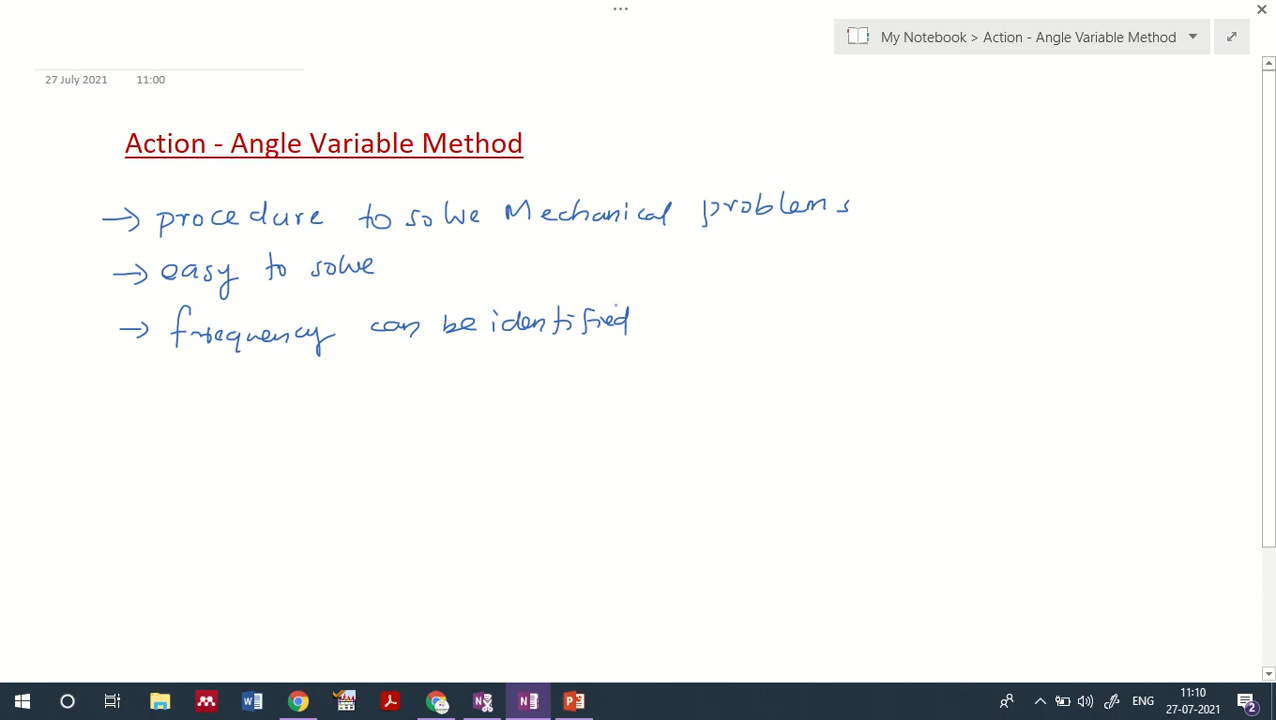 ...
My Notebook > Action - Angle Variable Method
27 July 2021 11:00
Action - Angle Variable Method
→ procedure to solve Mechanical problems
→ easy to solve
→ frequency can be identified
ENG
11:10
27-07-2021
2